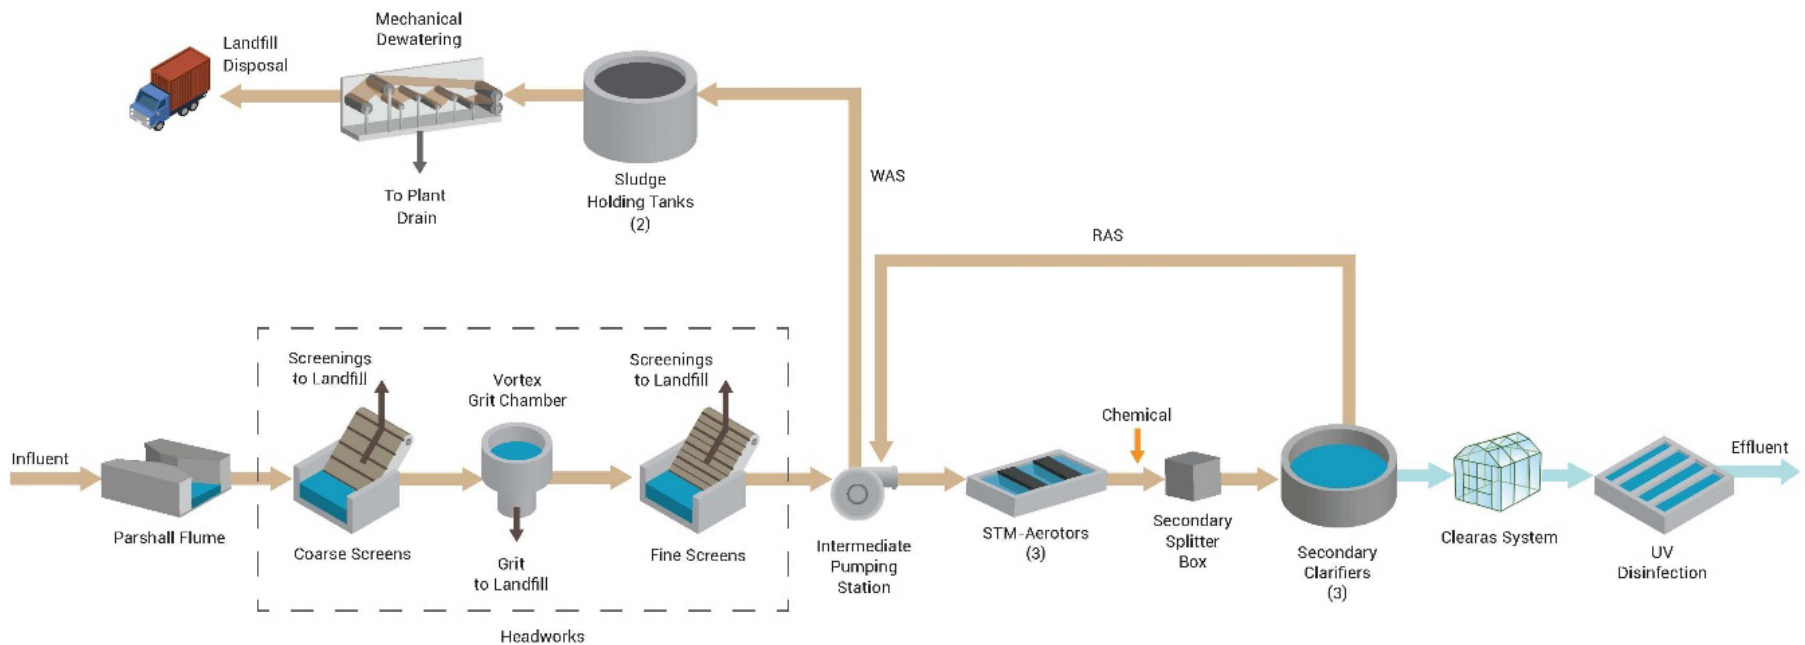 Mechanical
Dewatering
Landfill
Disposal
To Plant
Drain
Sludge
Holding Tanks
(2)
WAS
RAS
Influent
Parshall Flume
Screenings
to Landfill
Coarse Screens
Vortex
Grit Chamber
Grit
to Landfill
Screenings
to Landfill
Fine Screens
Headworks
Intermediate
Pumping
Station
STM-Aerotors
(3)
Chemical
Secondary
Splitter
Box
Secondary
Clarifiers
(3)
Clearas System
UV
Disinfection
Effluent